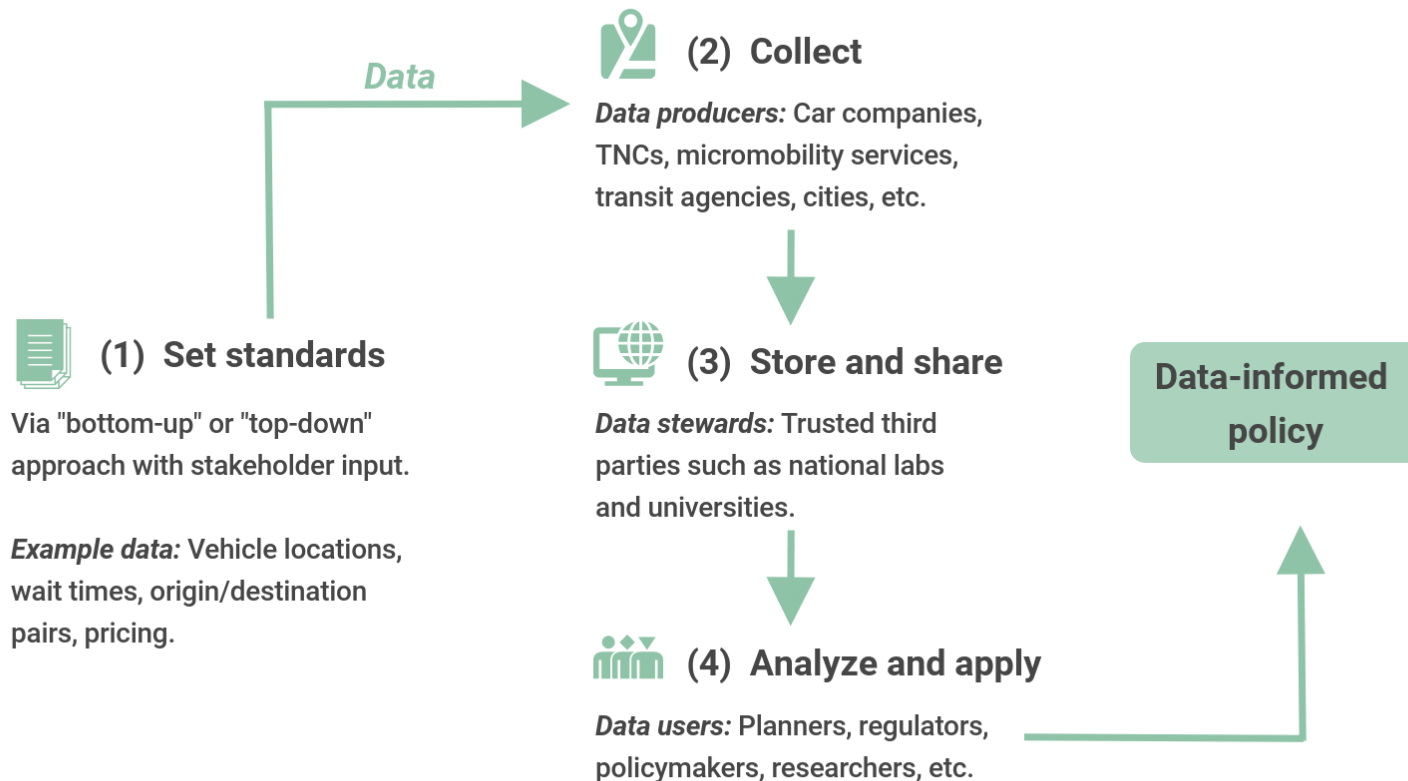 Data
(2) Collect
Data producers: Car companies,
TNCs, micromobility services,
transit agencies, cities, etc.
(1) Set standards
Via "bottom-up" or "top-down"
approach with stakeholder input.
Example data: Vehicle locations,
wait times, origin/destination
pairs, pricing.
(3) Store and share
Data stewards: Trusted third
parties such as national labs
and universities.
(4) Analyze and apply
Data users: Planners, regulators,
policymakers, researchers, etc.
Data-informed
policy